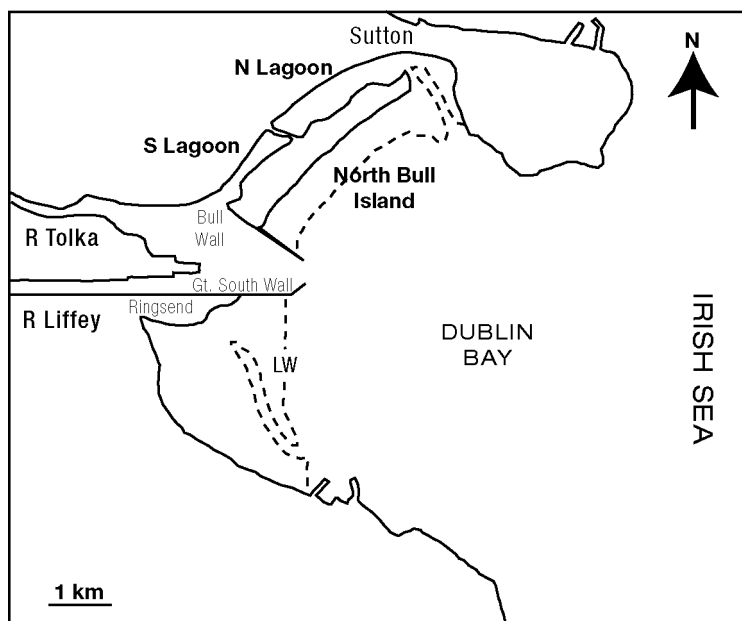 Sutton
N
N Lagoon
S Lagoon
North Bull
Island
Bull
Wall
R Tolka
Gt. South Wall
Ringsend
R Liffey
LW
DUBLIN
BAY
IRISH SEA
1 km